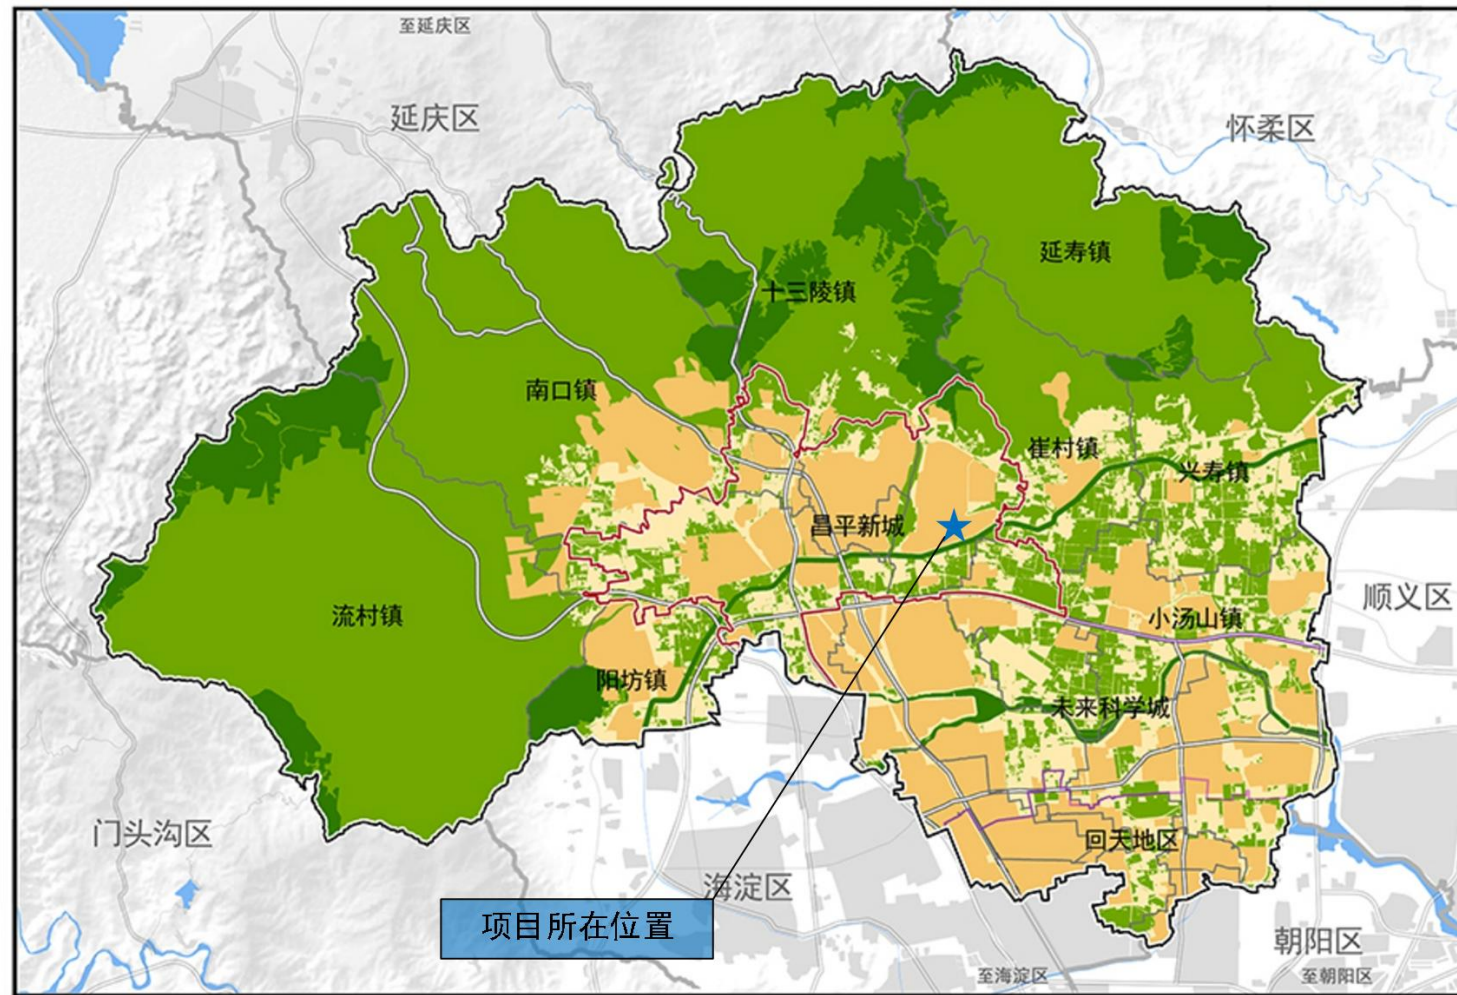 至延庆区
延庆区
怀柔区
延寿镇
十三陵镇
南口镇
崔村镇
兴寿镇
昌平新城
顺义区
流村镇
小汤山镇
阳坊镇
未来科学城
门头沟区
回天地区
海淀区
项目所在位置
朝阳区
至海淀区
至朝阳区